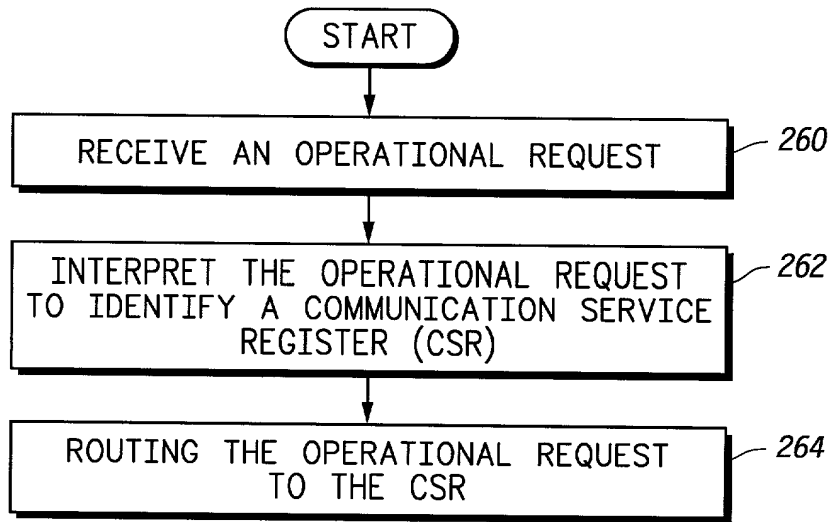 START
RECEIVE AN OPERATIONAL REQUEST
260
INTERPRET THE OPERATIONAL REQUEST
TO IDENTIFY A COMMUNICATION SERVICE
REGISTER (CSR)
262
ROUTING THE OPERATIONAL REQUEST
TO THE CSR
264